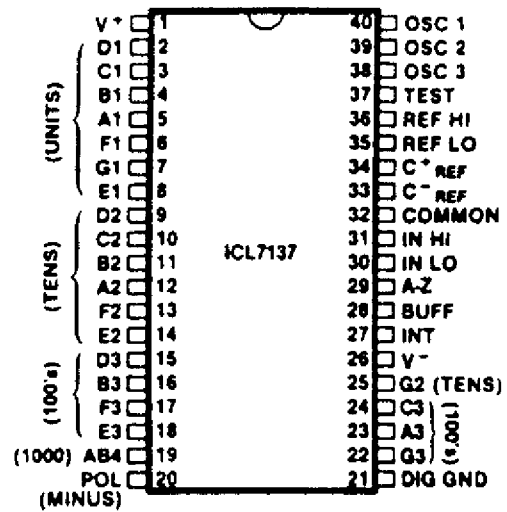 V+ 1 40 OSC 1
D1 2 39 OSC 2
C1 3 38 OSC 3
B1 4 37 TEST
A1 5 36 REF HI
F1 6 35 REF LO
G1 7 34 C+ REF
E1 8 33 C- REF
(UNITS)
D2 9 32 COMMON
C2 10 31 IN HI
B2 11 30 IN LO
A2 12 29 A-Z
F2 13 28 BUFF
E2 14 27 INT
(TENS)
ICL7137
D3 15 26 V-
B3 16 25 G2 (TENS)
F3 17 24 C3
E3 18 23 A3
(100's)
(1000) AB4 19 22 G3
(100's)
POL 20 21 DIG GND
(MINUS)